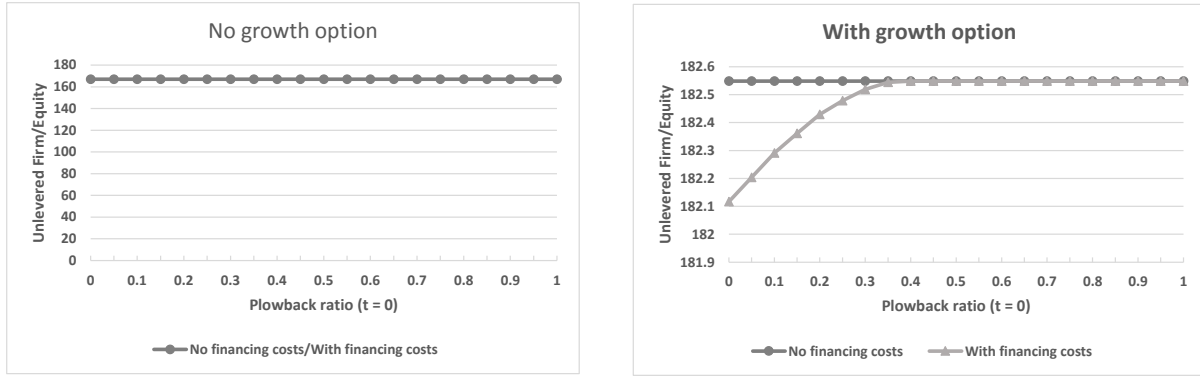 No growth option
180
160
140
120
100
80
60
40
20
0
Unlevered Firm/Equity
0 0.1 0.2 0.3 0.4 0.5 0.6 0.7 0.8 0.9 1
Plowback ratio (t = 0)
No financing costs/With financing costs
With growth option
182.6
182.5
182.4
182.3
182.2
182.1
182
181.9
Unlevered Firm/Equity
0 0.1 0.2 0.3 0.4 0.5 0.6 0.7 0.8 0.9 1
Plowback ratio (t = 0)
No financing costs With financing costs